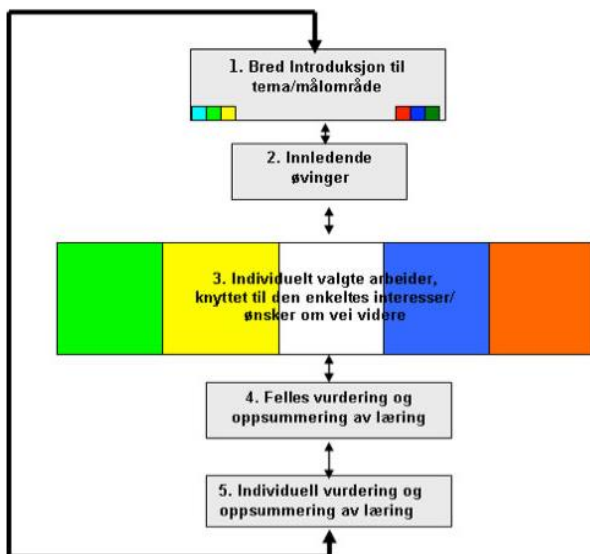 1. Bred Introduksjon til
tema/målområde
2. Innledende
øvinger
3. Individuelt valgte arbeider,
knyttet til den enkeltes interesser/
ønsker om vei videre
4. Felles vurdering og
oppsummering av læring
5. Individuell vurdering og
oppsummering av læring